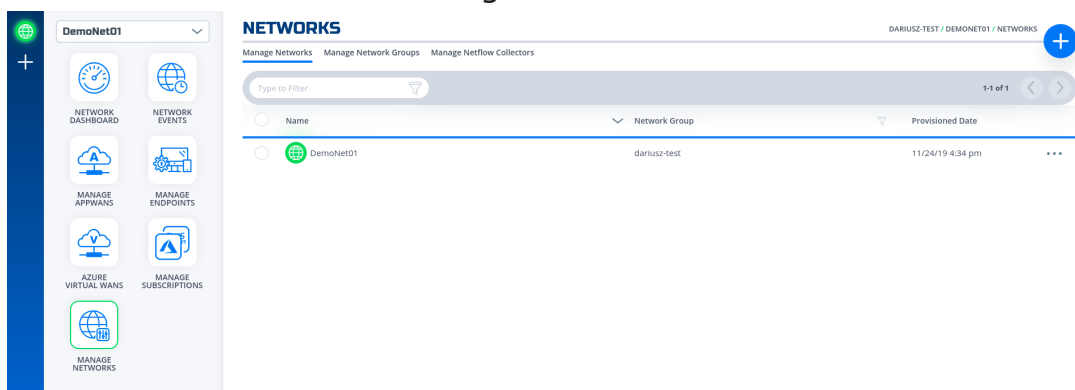 DemoNet01
NETWORK DASHBOARD
NETWORK EVENTS
MANAGE APPWANS
MANAGE ENDPOINTS
AZURE VIRTUAL WANS
MANAGE SUBSCRIPTIONS
MANAGE NETWORKS
NETWORKS
DARIUSZ-TEST / DEMONET01 / NETWORKS
Manage Networks Manage Network Groups Manage Netflow Collectors
Type to Filter
1-1 of 1
Name Network Group Provisioned Date
DemoNet01 dariusz-test 11/24/19 4:34 pm